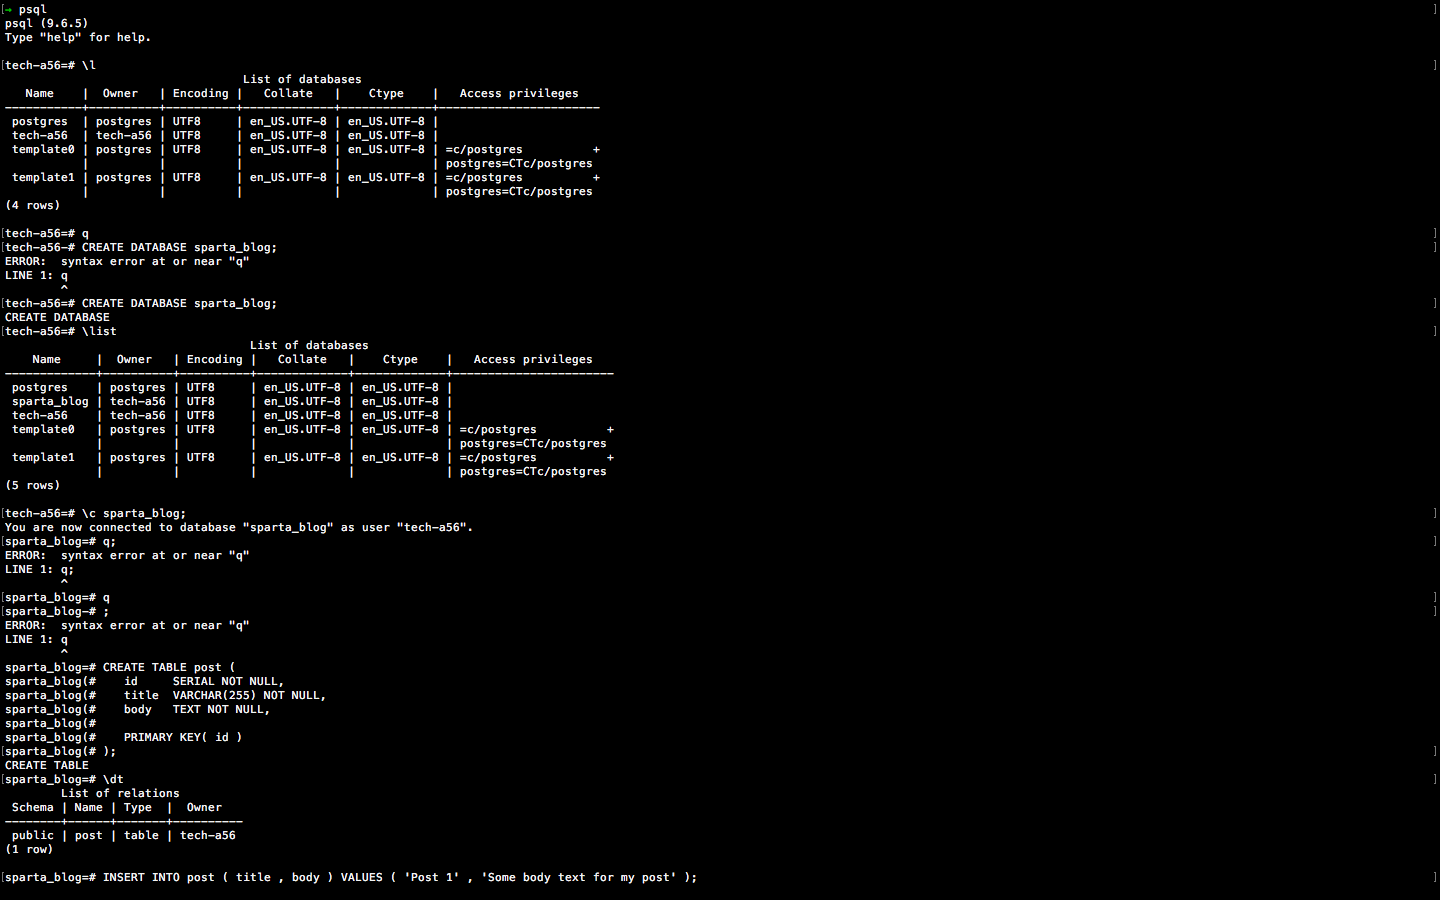 [→ psql ]
psql (9.6.5)
Type "help" for help.

[tech-a56=# \l ]
                                  List of databases
   Name    |  Owner   | Encoding |   Collate   |    Ctype    |   Access privileges
-----------+----------+----------+-------------+-------------+-----------------------
 postgres  | postgres | UTF8     | en_US.UTF-8 | en_US.UTF-8 |
 tech-a56  | tech-a56 | UTF8     | en_US.UTF-8 | en_US.UTF-8 |
 template0 | postgres | UTF8     | en_US.UTF-8 | en_US.UTF-8 | =c/postgres          +
           |          |          |             |             | postgres=CTc/postgres
 template1 | postgres | UTF8     | en_US.UTF-8 | en_US.UTF-8 | =c/postgres          +
           |          |          |             |             | postgres=CTc/postgres
(4 rows)

[tech-a56=# q ]
[tech-a56-# CREATE DATABASE sparta_blog; ]
ERROR:  syntax error at or near "q"
LINE 1: q
        ^
[tech-a56=# CREATE DATABASE sparta_blog; ]
CREATE DATABASE
[tech-a56=# \list ]
                                   List of databases
    Name     |  Owner   | Encoding |   Collate   |    Ctype    |   Access privileges
-------------+----------+----------+-------------+-------------+-----------------------
 postgres    | postgres | UTF8     | en_US.UTF-8 | en_US.UTF-8 |
 sparta_blog | tech-a56 | UTF8     | en_US.UTF-8 | en_US.UTF-8 |
 tech-a56    | tech-a56 | UTF8     | en_US.UTF-8 | en_US.UTF-8 |
 template0   | postgres | UTF8     | en_US.UTF-8 | en_US.UTF-8 | =c/postgres          +
             |          |          |             |             | postgres=CTc/postgres
 template1   | postgres | UTF8     | en_US.UTF-8 | en_US.UTF-8 | =c/postgres          +
             |          |          |             |             | postgres=CTc/postgres
(5 rows)

[tech-a56=# \c sparta_blog; ]
You are now connected to database "sparta_blog" as user "tech-a56".
[sparta_blog=# q; ]
ERROR:  syntax error at or near "q"
LINE 1: q;
        ^
[sparta_blog=# q ]
[sparta_blog-# ; ]
ERROR:  syntax error at or near "q"
LINE 1: q
        ^
sparta_blog=# CREATE TABLE post (
sparta_blog(#    id     SERIAL NOT NULL,
sparta_blog(#    title  VARCHAR(255) NOT NULL,
sparta_blog(#    body   TEXT NOT NULL,
sparta_blog(#
sparta_blog(#    PRIMARY KEY( id )
[sparta_blog(# ); ]
CREATE TABLE
[sparta_blog=# \dt ]
        List of relations
 Schema | Name | Type  |  Owner
--------+------+-------+----------
 public | post | table | tech-a56
(1 row)

[sparta_blog=# INSERT INTO post ( title , body ) VALUES ( 'Post 1' , 'Some body text for my post' ); ]